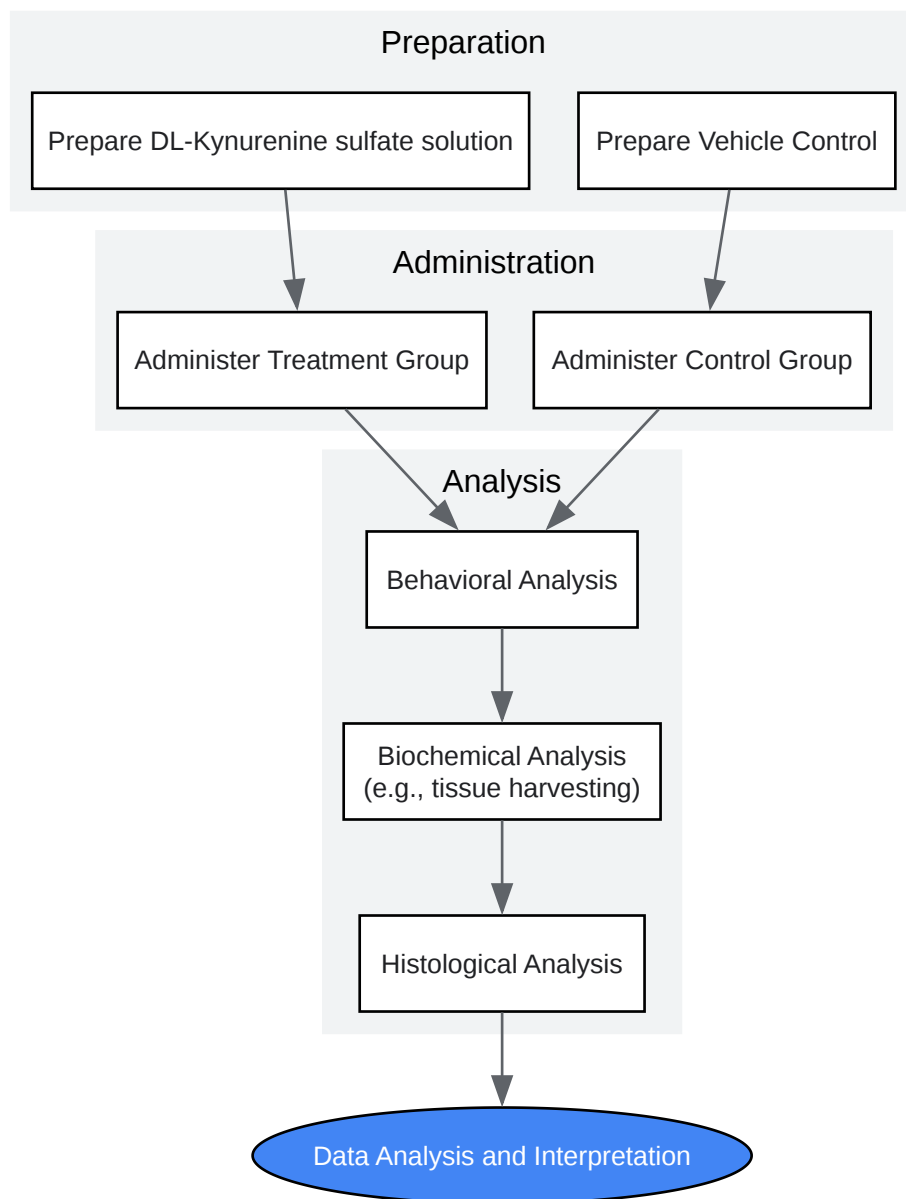 Preparation
Prepare DL-Kynurenine sulfate solution
Prepare Vehicle Control
Administration
Administer Treatment Group
Administer Control Group
Analysis
Behavioral Analysis
Biochemical Analysis
(e.g., tissue harvesting)
Histological Analysis
Data Analysis and Interpretation